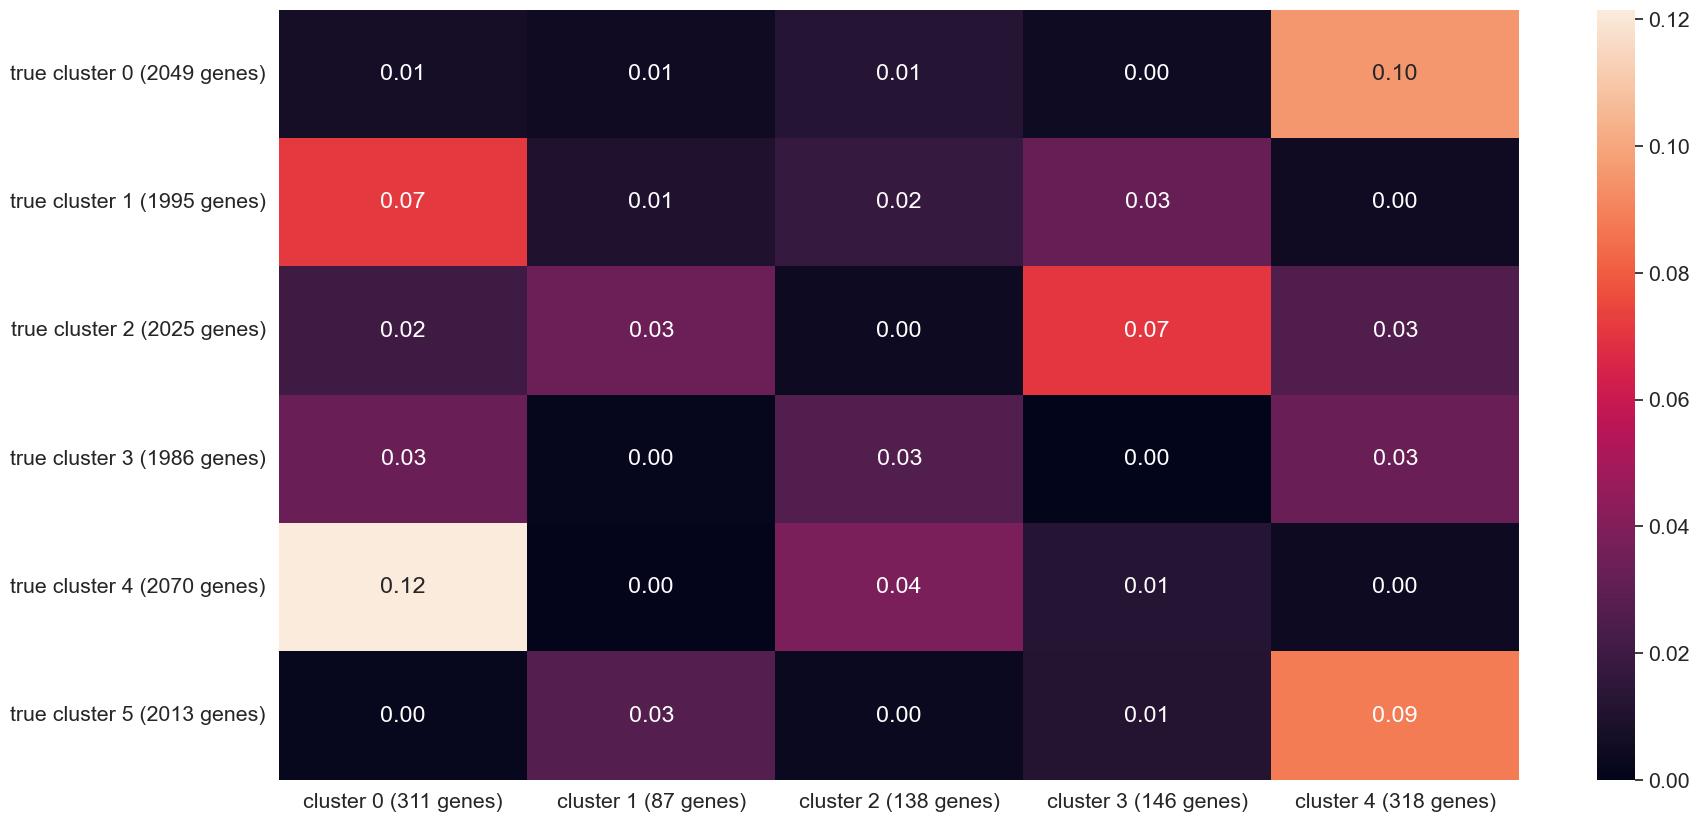 true cluster 0 (2049 genes) 0.01 0.01 0.01 0.00 0.10
true cluster 1 (1995 genes) 0.07 0.01 0.02 0.03 0.00
true cluster 2 (2025 genes) 0.02 0.03 0.00 0.07 0.03
true cluster 3 (1986 genes) 0.03 0.00 0.03 0.00 0.03
true cluster 4 (2070 genes) 0.12 0.00 0.04 0.01 0.00
true cluster 5 (2013 genes) 0.00 0.03 0.00 0.01 0.09
cluster 0 (311 genes) cluster 1 (87 genes) cluster 2 (138 genes) cluster 3 (146 genes) cluster 4 (318 genes)
0.12
0.10
0.08
0.06
0.04
0.02
0.00